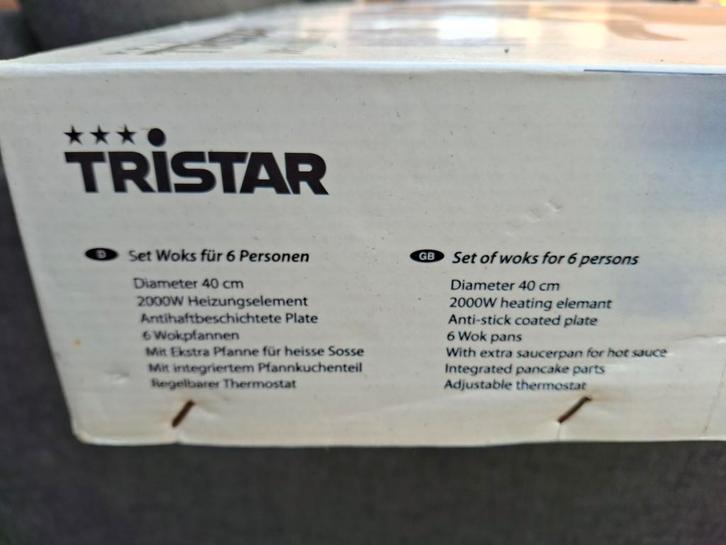 TRiSTAR
D Set Woks für 6 Personen
Diameter 40 cm
2000W Heizungselement
Antihaftbeschichtete Plate
6 Wokpfannen
Mit Ekstra Pfanne für heisse Sosse
Mit integriertem Pfannkuchenteil
Regelbarer Thermostat
GB Set of woks for 6 persons
Diameter 40 cm
2000W heating elemant
Anti-stick coated plate
6 Wok pans
With extra saucerpan for hot sauce
Integrated pancake parts
Adjustable thermostat